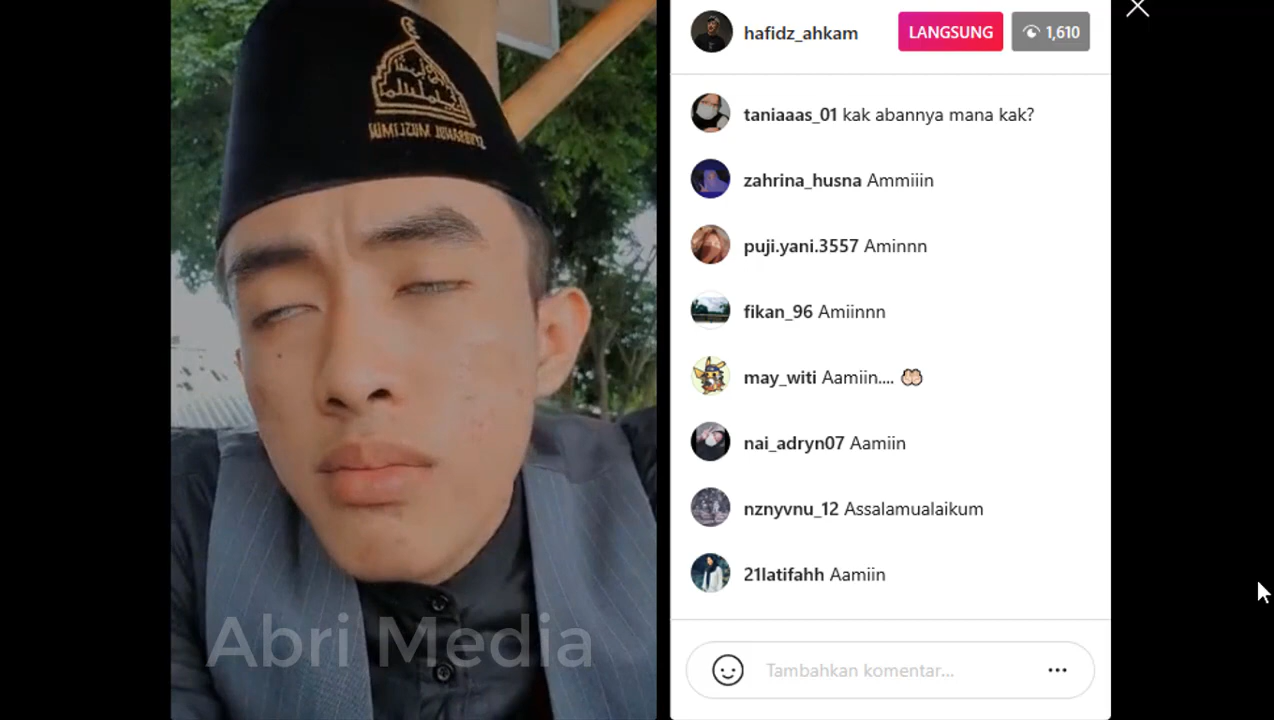 hafidz_ahkam
LANGSUNG
1,610
taniaaas_01 kak abannya mana kak?
zahrina_husna Ammiiin
puji.yani.3557 Aminnn
fikan_96 Amiinnn
may_witi Aamiin.... 🤲🏻
nai_adryn07 Aamiin
nznyvnu_12 Assalamualaikum
21latifahh Aamiin
Tambahkan komentar...
Abri Media